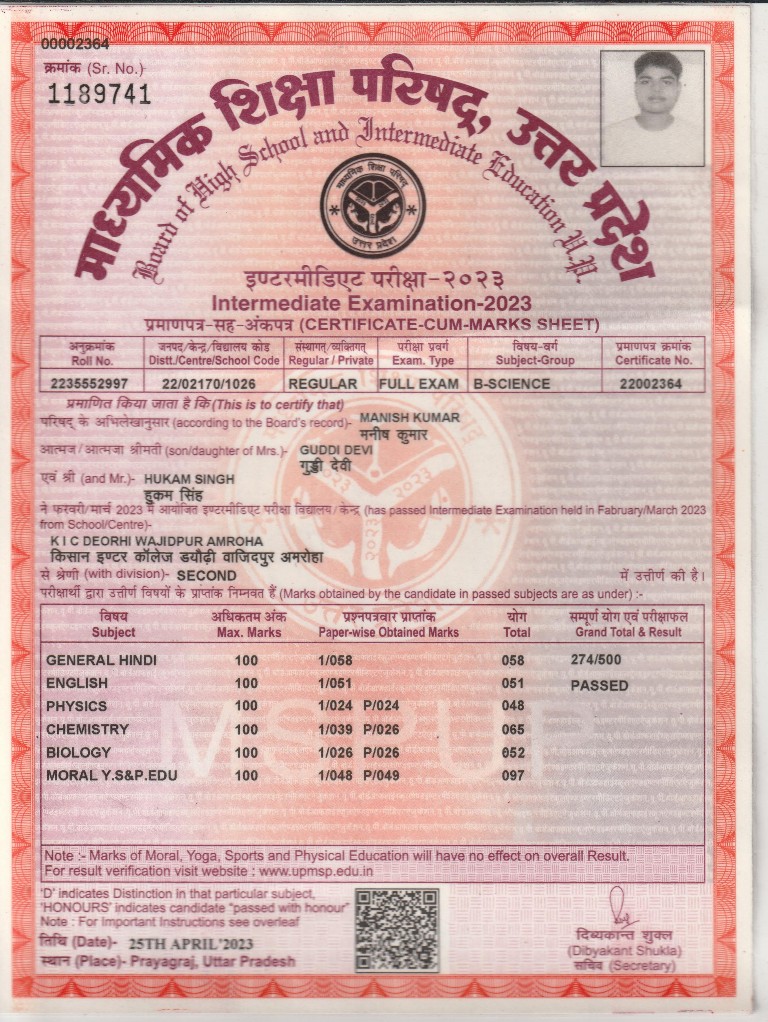 00002364
क्रमांक (Sr. No.)
1189741
माध्यमिक शिक्षा परिषद्, उत्तर प्रदेश
Board of High School and Intermediate Education U.P.
माध्यमिक शिक्षा परिषद्
उत्तर प्रदेश
इण्टरमीडिएट परीक्षा-२०२३
Intermediate Examination-2023
प्रमाणपत्र-सह-अंकपत्र (CERTIFICATE-CUM-MARKS SHEET)
अनुक्रमांक जनपद/केन्द्र/विद्यालय कोड संस्थागत/व्यक्तिगत परीक्षा प्रवर्ग विषय-वर्ग प्रमाणपत्र क्रमांक
Roll No. Distt./Centre/School Code Regular / Private Exam. Type Subject-Group Certificate No.
2235552997 22/02170/1026 REGULAR FULL EXAM B-SCIENCE 22002364
प्रमाणित किया जाता है कि (This is to certify that)
परिषद् के अभिलेखानुसार (according to the Board's record)- MANISH KUMAR
मनीष कुमार
आत्मज/आत्मजा श्रीमती (son/daughter of Mrs.)- GUDDI DEVI
गुड्डी देवी
एवं श्री (and Mr.)- HUKAM SINGH
हुकम सिंह
ने फरवरी/मार्च 2023 में आयोजित इण्टरमीडिएट परीक्षा विद्यालय/केन्द्र (has passed Intermediate Examination held in Fabruary/March 2023
from School/Centre)-
K I C DEORHI WAJIDPUR AMROHA
किसान इण्टर कॉलेज डयौढ़ी वाजिदपुर अमरोहा
से श्रेणी (with division)- SECOND में उत्तीर्ण की है।
परीक्षार्थी द्वारा उत्तीर्ण विषयों के प्राप्तांक निम्नवत हैं (Marks obtained by the candidate in passed subjects are as under) :-
विषय अधिकतम अंक प्रश्नपत्रवार प्राप्तांक योग सम्पूर्ण योग एवं परीक्षाफल
Subject Max. Marks Paper-wise Obtained Marks Total Grand Total & Result
GENERAL HINDI 100 1/058 058 274/500
ENGLISH 100 1/051 051 PASSED
PHYSICS 100 1/024 P/024 048
CHEMISTRY 100 1/039 P/026 065
BIOLOGY 100 1/026 P/026 052
MORAL Y.S&P.EDU 100 1/048 P/049 097
MSPUP
Note :- Marks of Moral, Yoga, Sports and Physical Education will have no effect on overall Result.
For result verification visit website : www.upmsp.edu.in
'D' indicates Distinction in that particular subject,
'HONOURS' indicates candidate "passed with honour"
Note : For Important Instructions see overleaf
तिथि (Date)- 25TH APRIL'2023
स्थान (Place)- Prayagraj, Uttar Pradesh
दिब्यकान्त शुक्ल
(Dibyakant Shukla)
सचिव (Secretary)